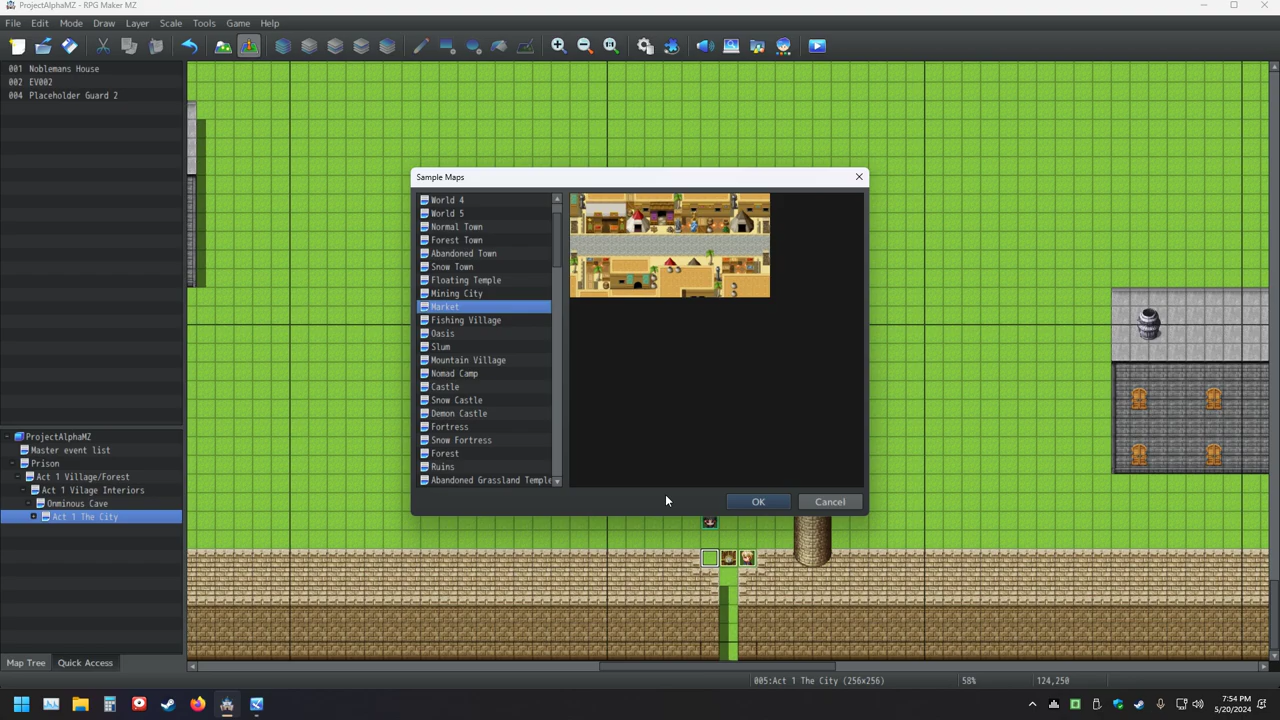 ProjectAlphaMZ - RPG Maker MZ
File Edit Mode Draw Layer Scale Tools Game Help
001 Noblemans House
002 EV002
004 Placeholder Guard 2
Sample Maps
World 4
World 5
Normal Town
Forest Town
Abandoned Town
Snow Town
Floating Temple
Mining City
Market
Fishing Village
Oasis
Slum
Mountain Village
Nomad Camp
Castle
Snow Castle
Demon Castle
Fortress
Snow Fortress
Forest
Ruins
Abandoned Grassland Temple
OK Cancel
ProjectAlphaMZ
Master event list
Prison
Act 1 Village/Forest
Act 1 Vilage Interiors
Onminous Cave
Act 1 The City
Map Tree Quick Access
005:Act 1 The City (256x256) 58% 124,250
7:54 PM
5/20/2024